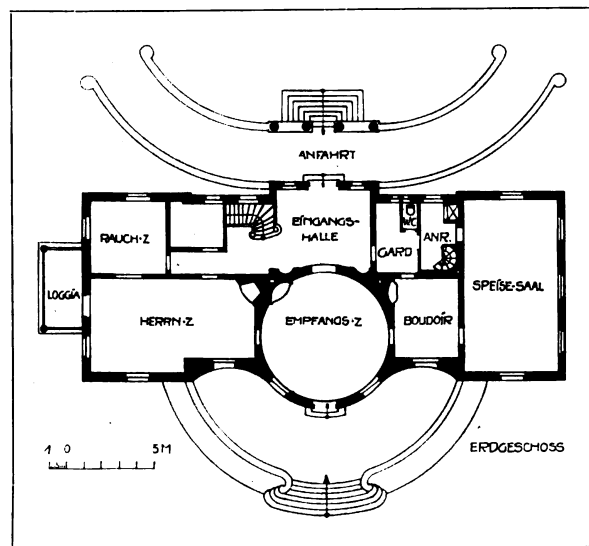 ANFAHRT
EINGANGS-
HALLE
RAUCH·Z
WC
GARD
ANR.
LOGGIA
HERRN·Z
EMPFANGS·Z
BOUDOIR
SPEISE·SAAL
1 0 5M
ERDGESCHOSS